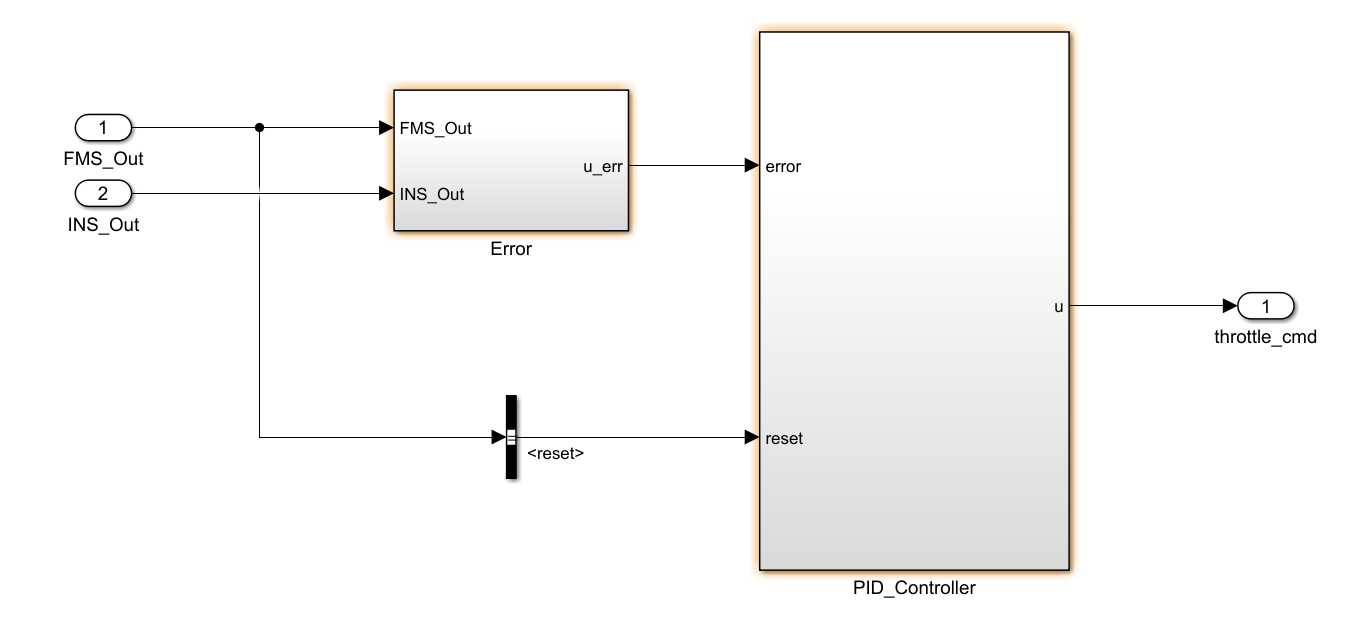 1
FMS_Out
2
INS_Out
FMS_Out
INS_Out
u_err
Error
<reset>
error
reset
u
PID_Controller
1
throttle_cmd